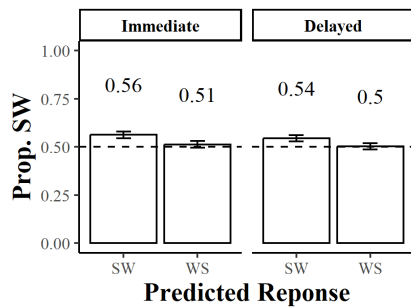 Immediate Delayed
1.00
0.56 0.51 0.54 0.5
0.75
0.50
0.25
0.00
Prop. SW
SW WS SW WS
Predicted Reponse